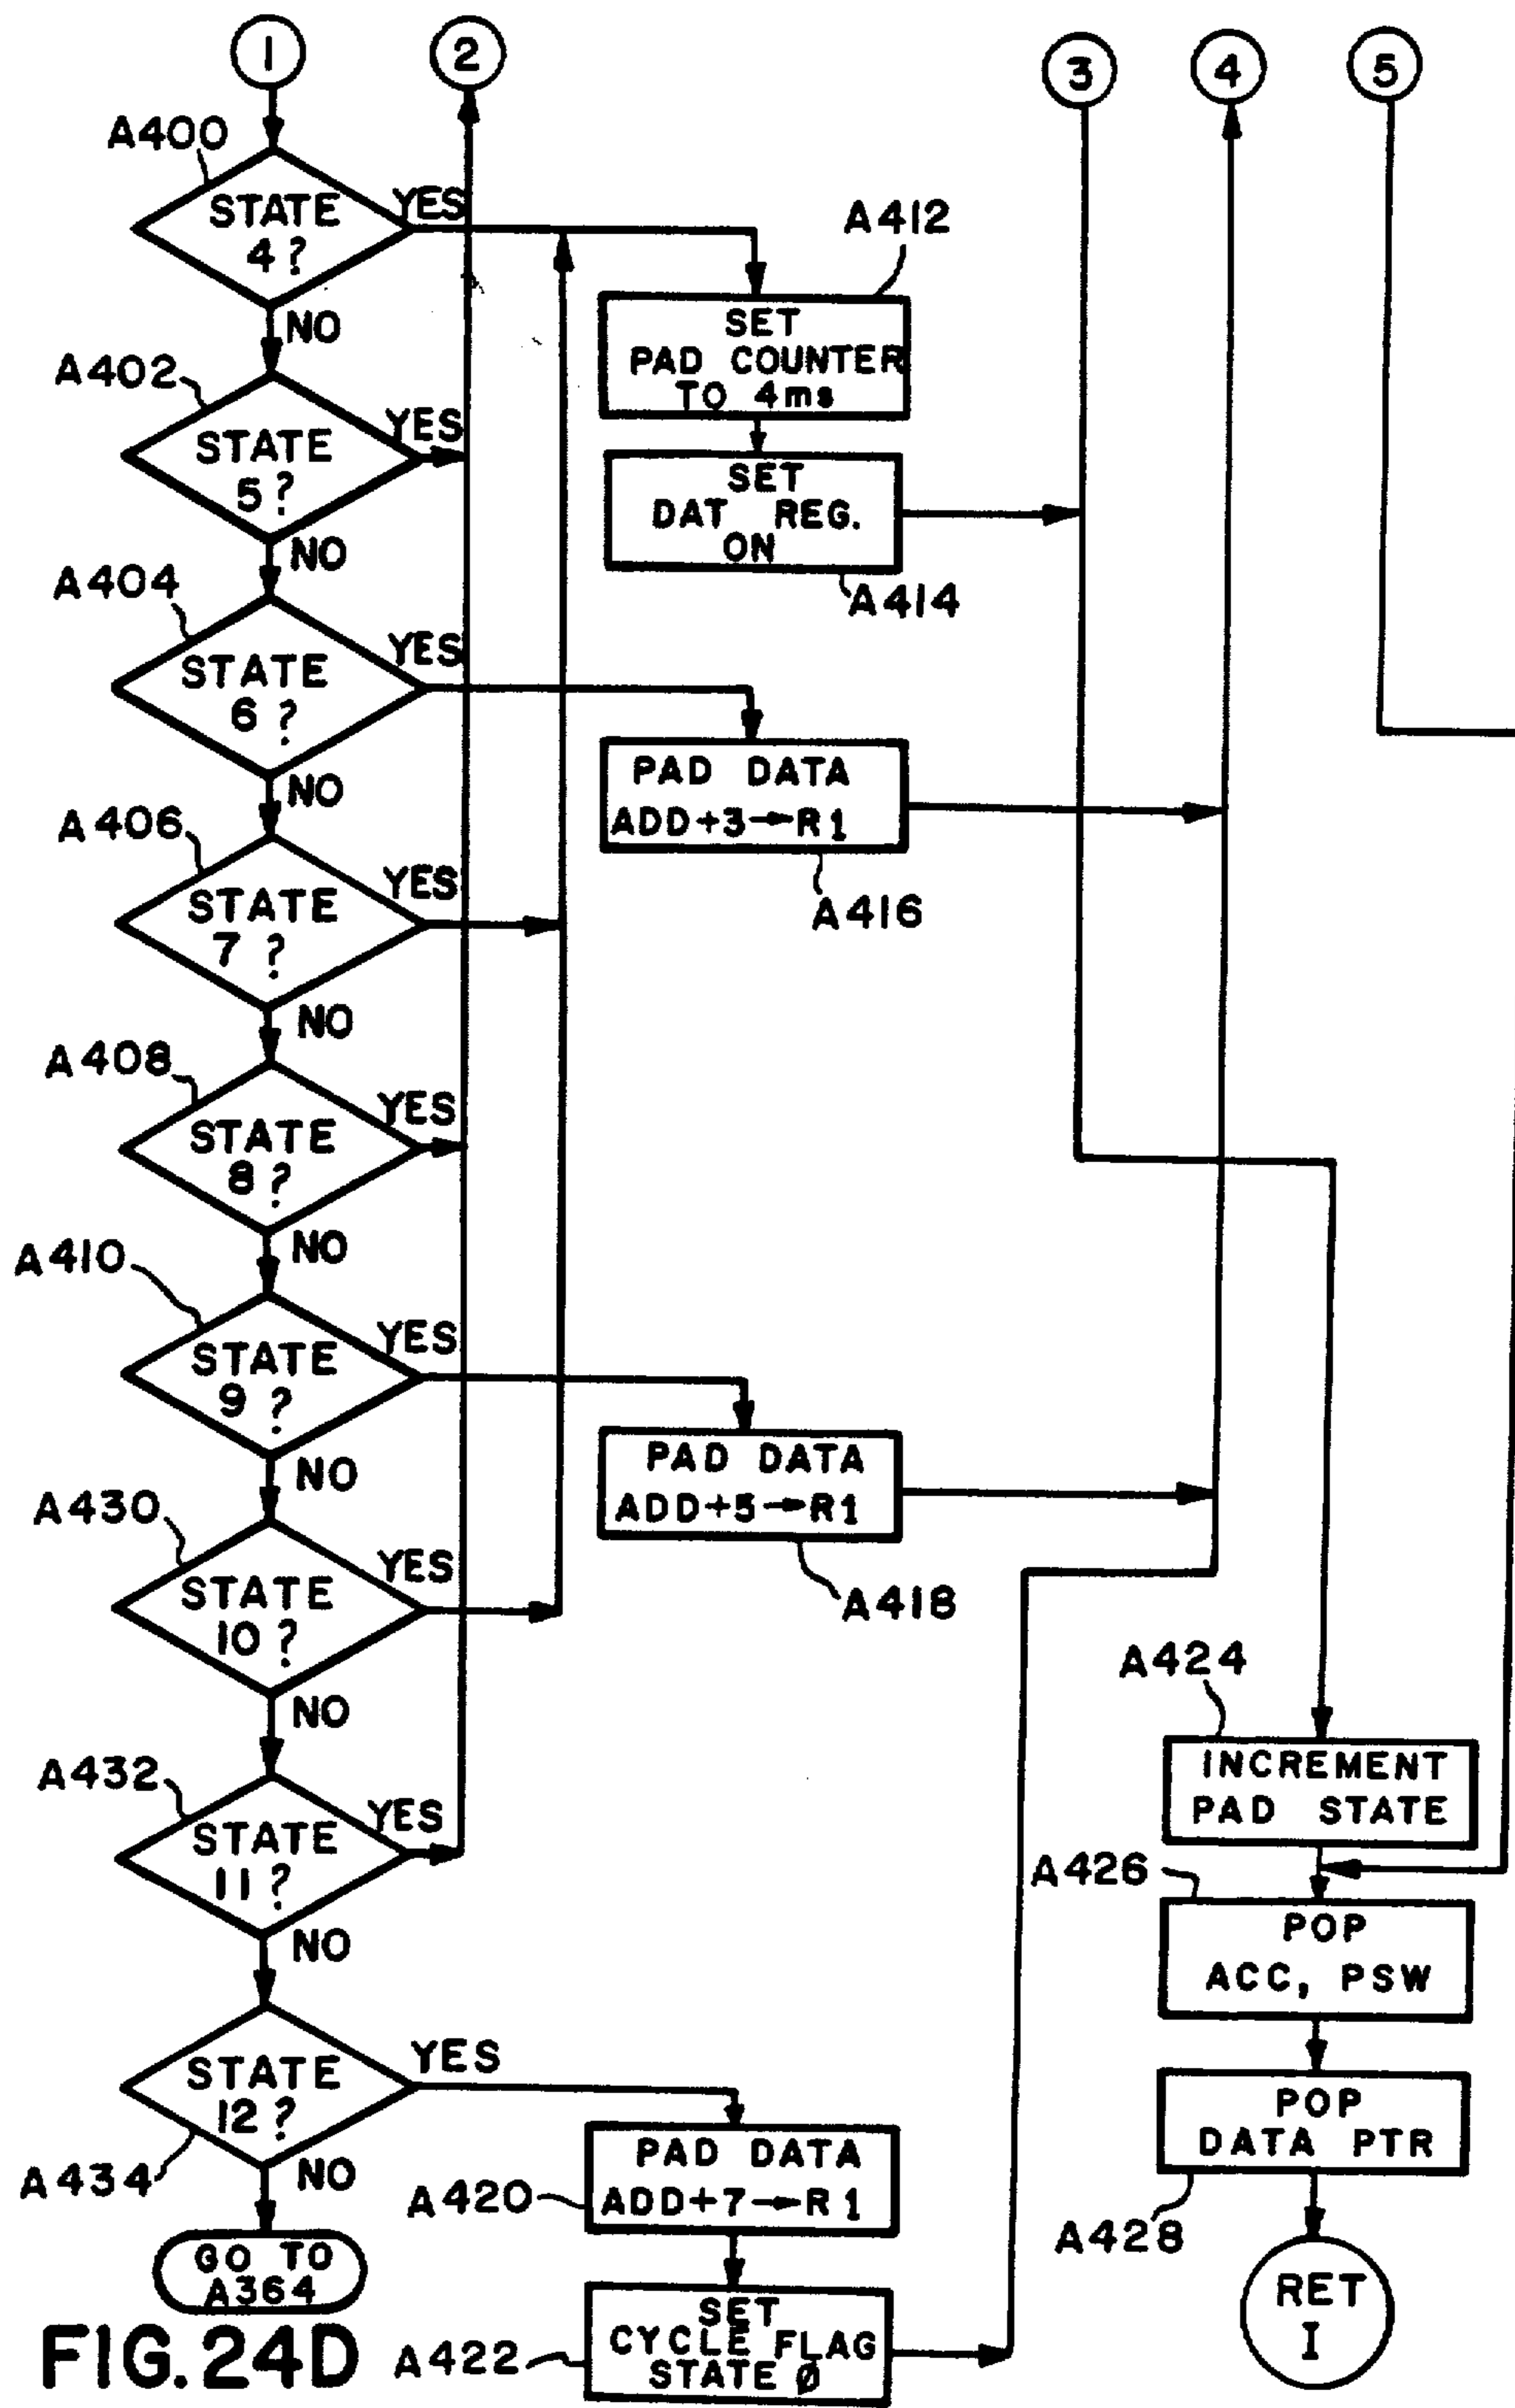 1
2
3
4
5
A400
STATE
4?
YES
NO
A412
SET
PAD COUNTER
TO 4ms
A402
STATE
5?
YES
NO
SET
DAT REG.
ON
A414
A404
STATE
6?
YES
NO
PAD DATA
ADD+3→R1
A416
A406
STATE
7?
YES
NO
A408
STATE
8?
YES
NO
A410
STATE
9?
YES
NO
PAD DATA
ADD+5→R1
A418
A430
STATE
10?
YES
NO
A424
INCREMENT
PAD STATE
A432
STATE
11?
YES
NO
A426
POP
ACC, PSW
A434
STATE
12?
YES
NO
POP
DATA PTR
A428
A420
PAD DATA
ADD+7→R1
GO TO
A364
A422
SET
CYCLE FLAG
STATE Ø
RET
I
FIG. 24D